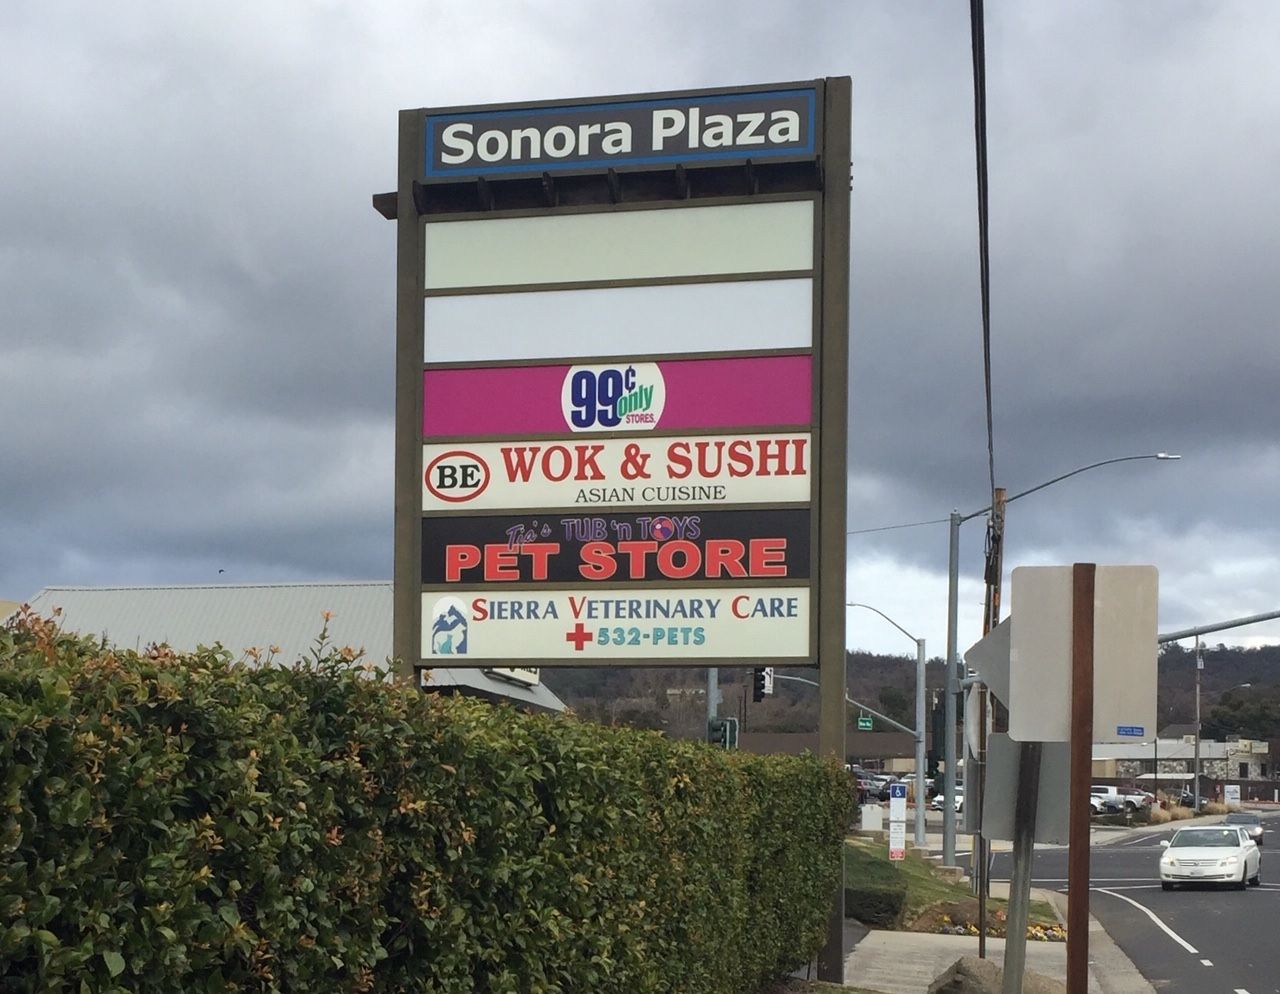 Sonora Plaza
99¢ only
STORES.
BE WOK & SUSHI
ASIAN CUISINE
Tia's TUB 'n TOYS
PET STORE
SIERRA VETERINARY CARE
532-PETS